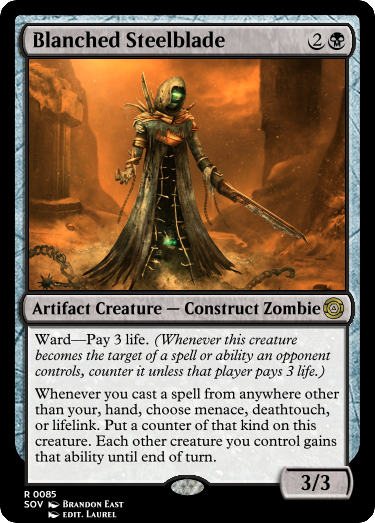 Blanched Steelblade 2
Artifact Creature — Construct Zombie
Ward—Pay 3 life. (Whenever this creature
becomes the target of a spell or ability an opponent
controls, counter it unless that player pays 3 life.)
Whenever you cast a spell from anywhere other
than your, hand, choose menace, deathtouch,
or lifelink. Put a counter of that kind on this
creature. Each other creature you control gains
that ability until end of turn.
3/3
R 0085
SOV BRANDON EAST
EDIT. LAUREL